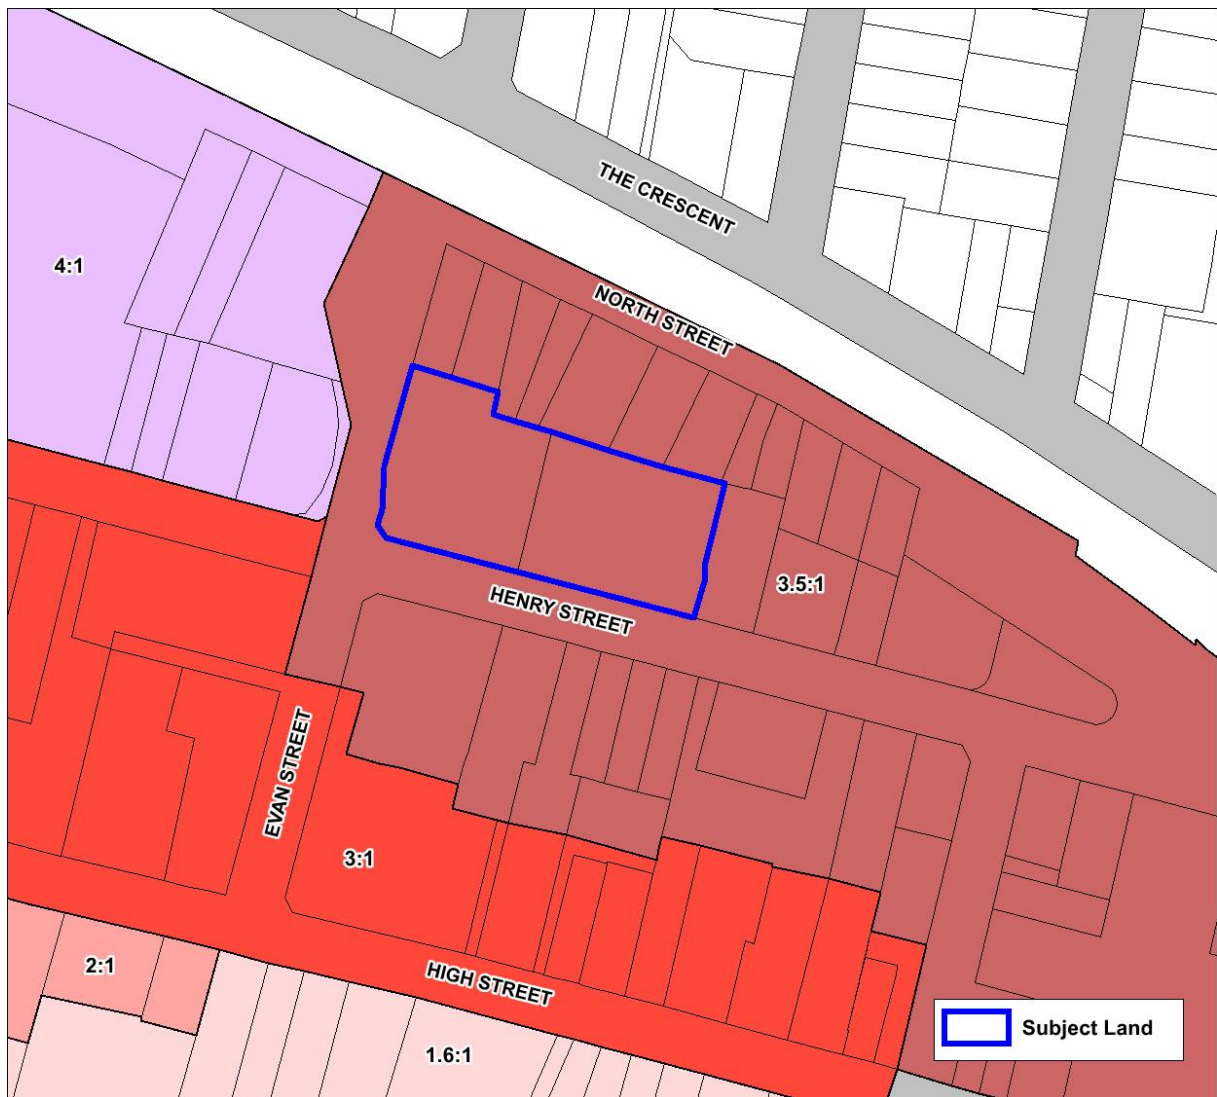 THE CRESCENT
4:1
NORTH STREET
3.5:1
HENRY STREET
EVAN STREET
3:1
2:1
HIGH STREET
Subject Land
1.6:1